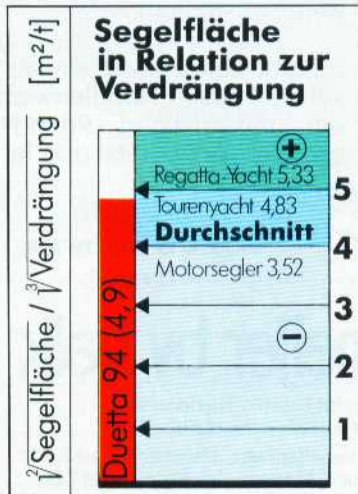 Segelfläche
in Relation zur
Verdrängung
²√Segelfläche / ³√Verdrängung [m²/t]
+
Regatta-Yacht 5,33
5
Tourenyacht 4,83
Durchschnitt
4
Motorsegler 3,52
3
−
2
1
Duetta 94 (4,9)